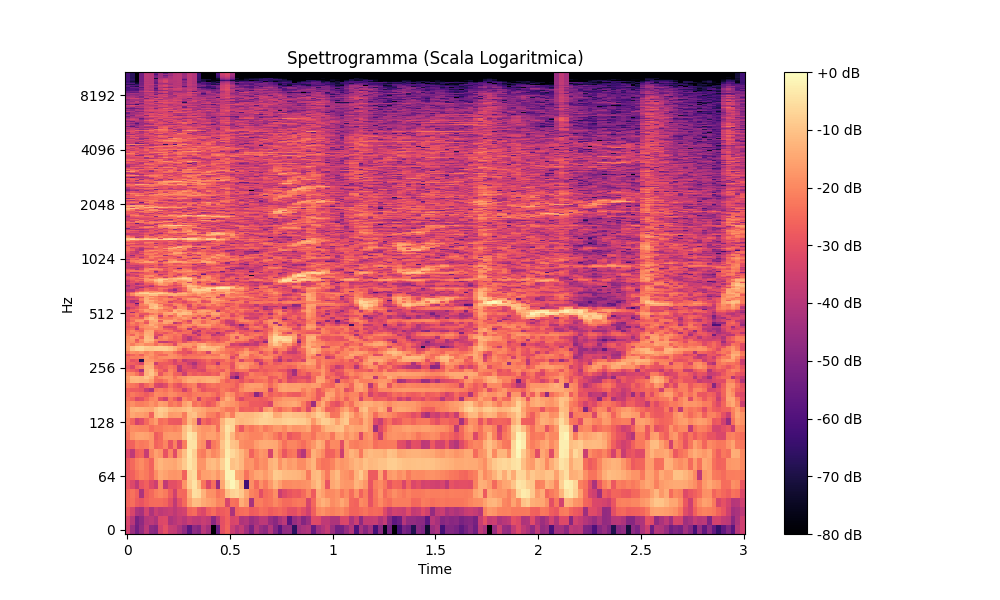 Spettrogramma (Scala Logaritmica)
8192
4096
2048
1024
512
256
128
64
0
Hz
0 0.5 1 1.5 2 2.5 3
Time
+0 dB
-10 dB
-20 dB
-30 dB
-40 dB
-50 dB
-60 dB
-70 dB
-80 dB